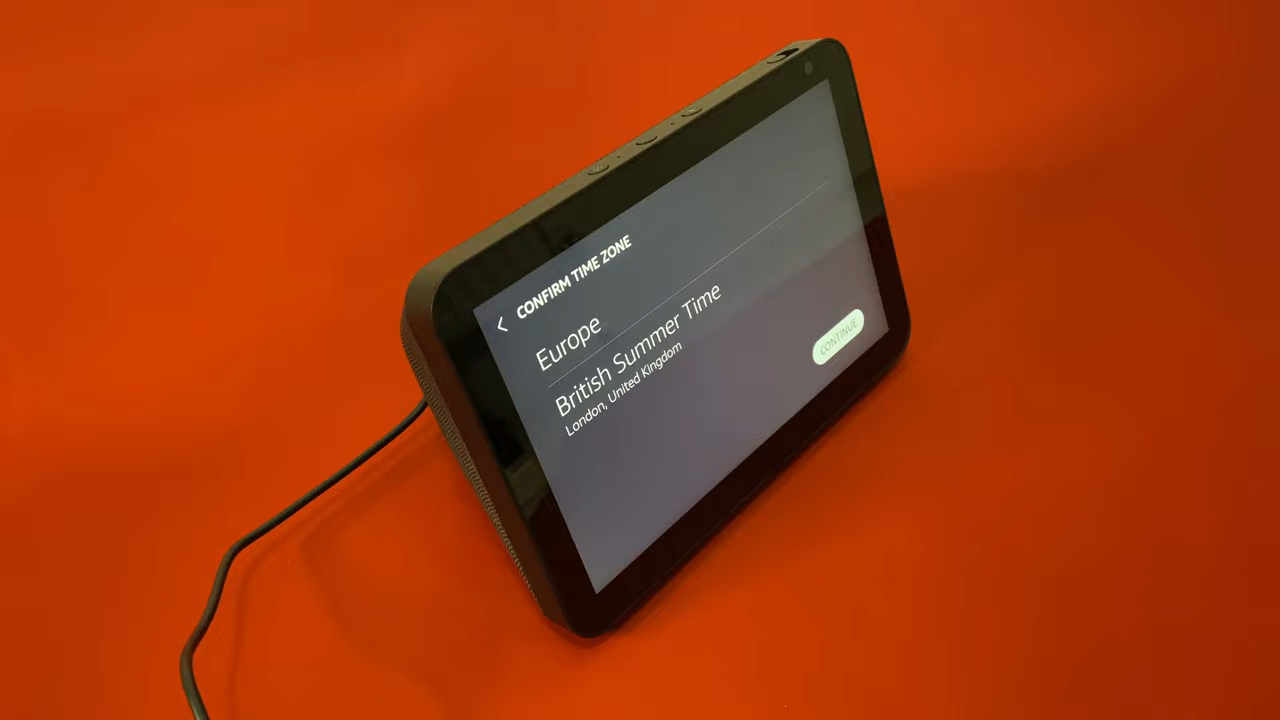 CONFIRM TIME ZONE
Europe
British Summer Time
London, United Kingdom
CONTINUE